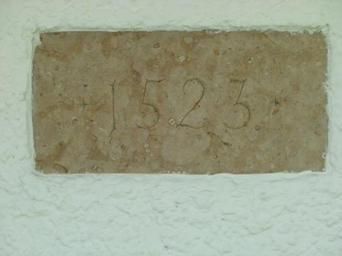 + 1523 +